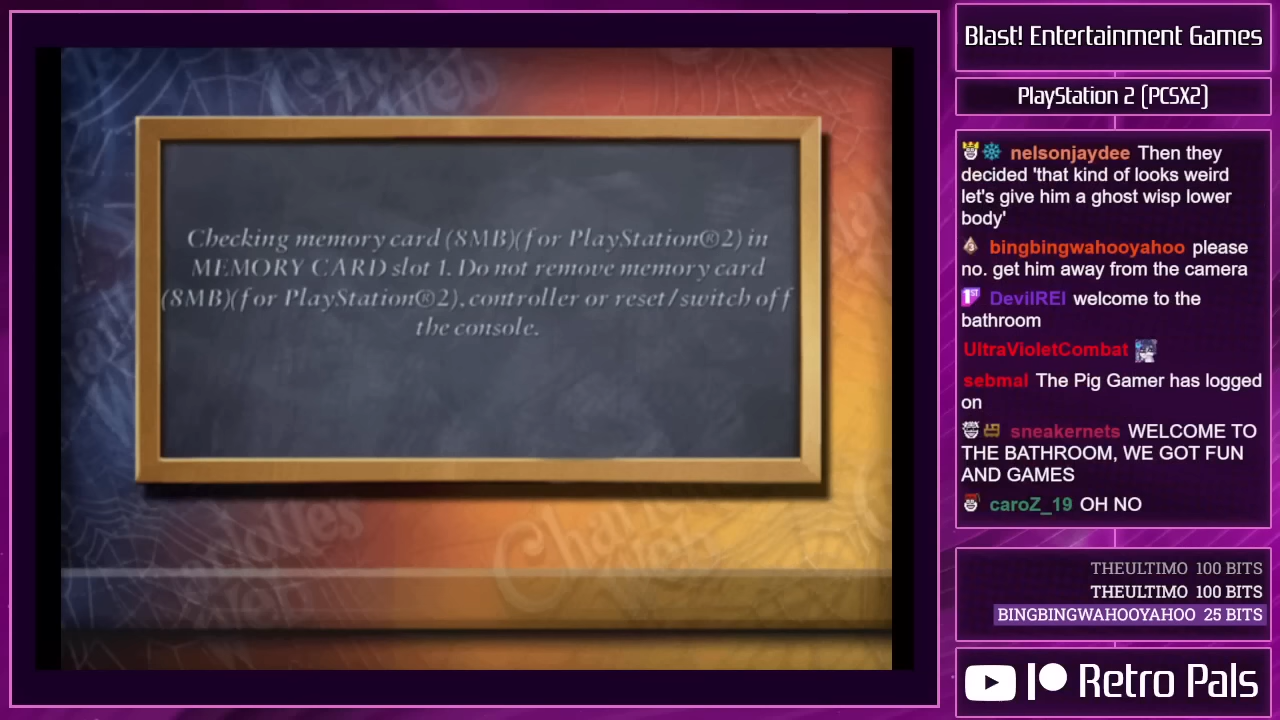 Checking memory card (8MB)(for PlayStation®2) in
MEMORY CARD slot 1. Do not remove memory card
(8MB)(for PlayStation®2), controller or reset/switch off
the console.
Charlotte's
Web
Blast! Entertainment Games
PlayStation 2 (PCSX2)
nelsonjaydee Then they
decided 'that kind of looks weird
let's give him a ghost wisp lower
body'
bingbingwahooyahoo please
no. get him away from the camera
1ST DevilREI welcome to the
bathroom
UltraVioletCombat
sebmal The Pig Gamer has logged
on
sneakernets WELCOME TO
THE BATHROOM, WE GOT FUN
AND GAMES
caroZ_19 OH NO
THEULTIMO 100 BITS
THEULTIMO 100 BITS
BINGBINGWAHOOYAHOO 25 BITS
Retro Pals